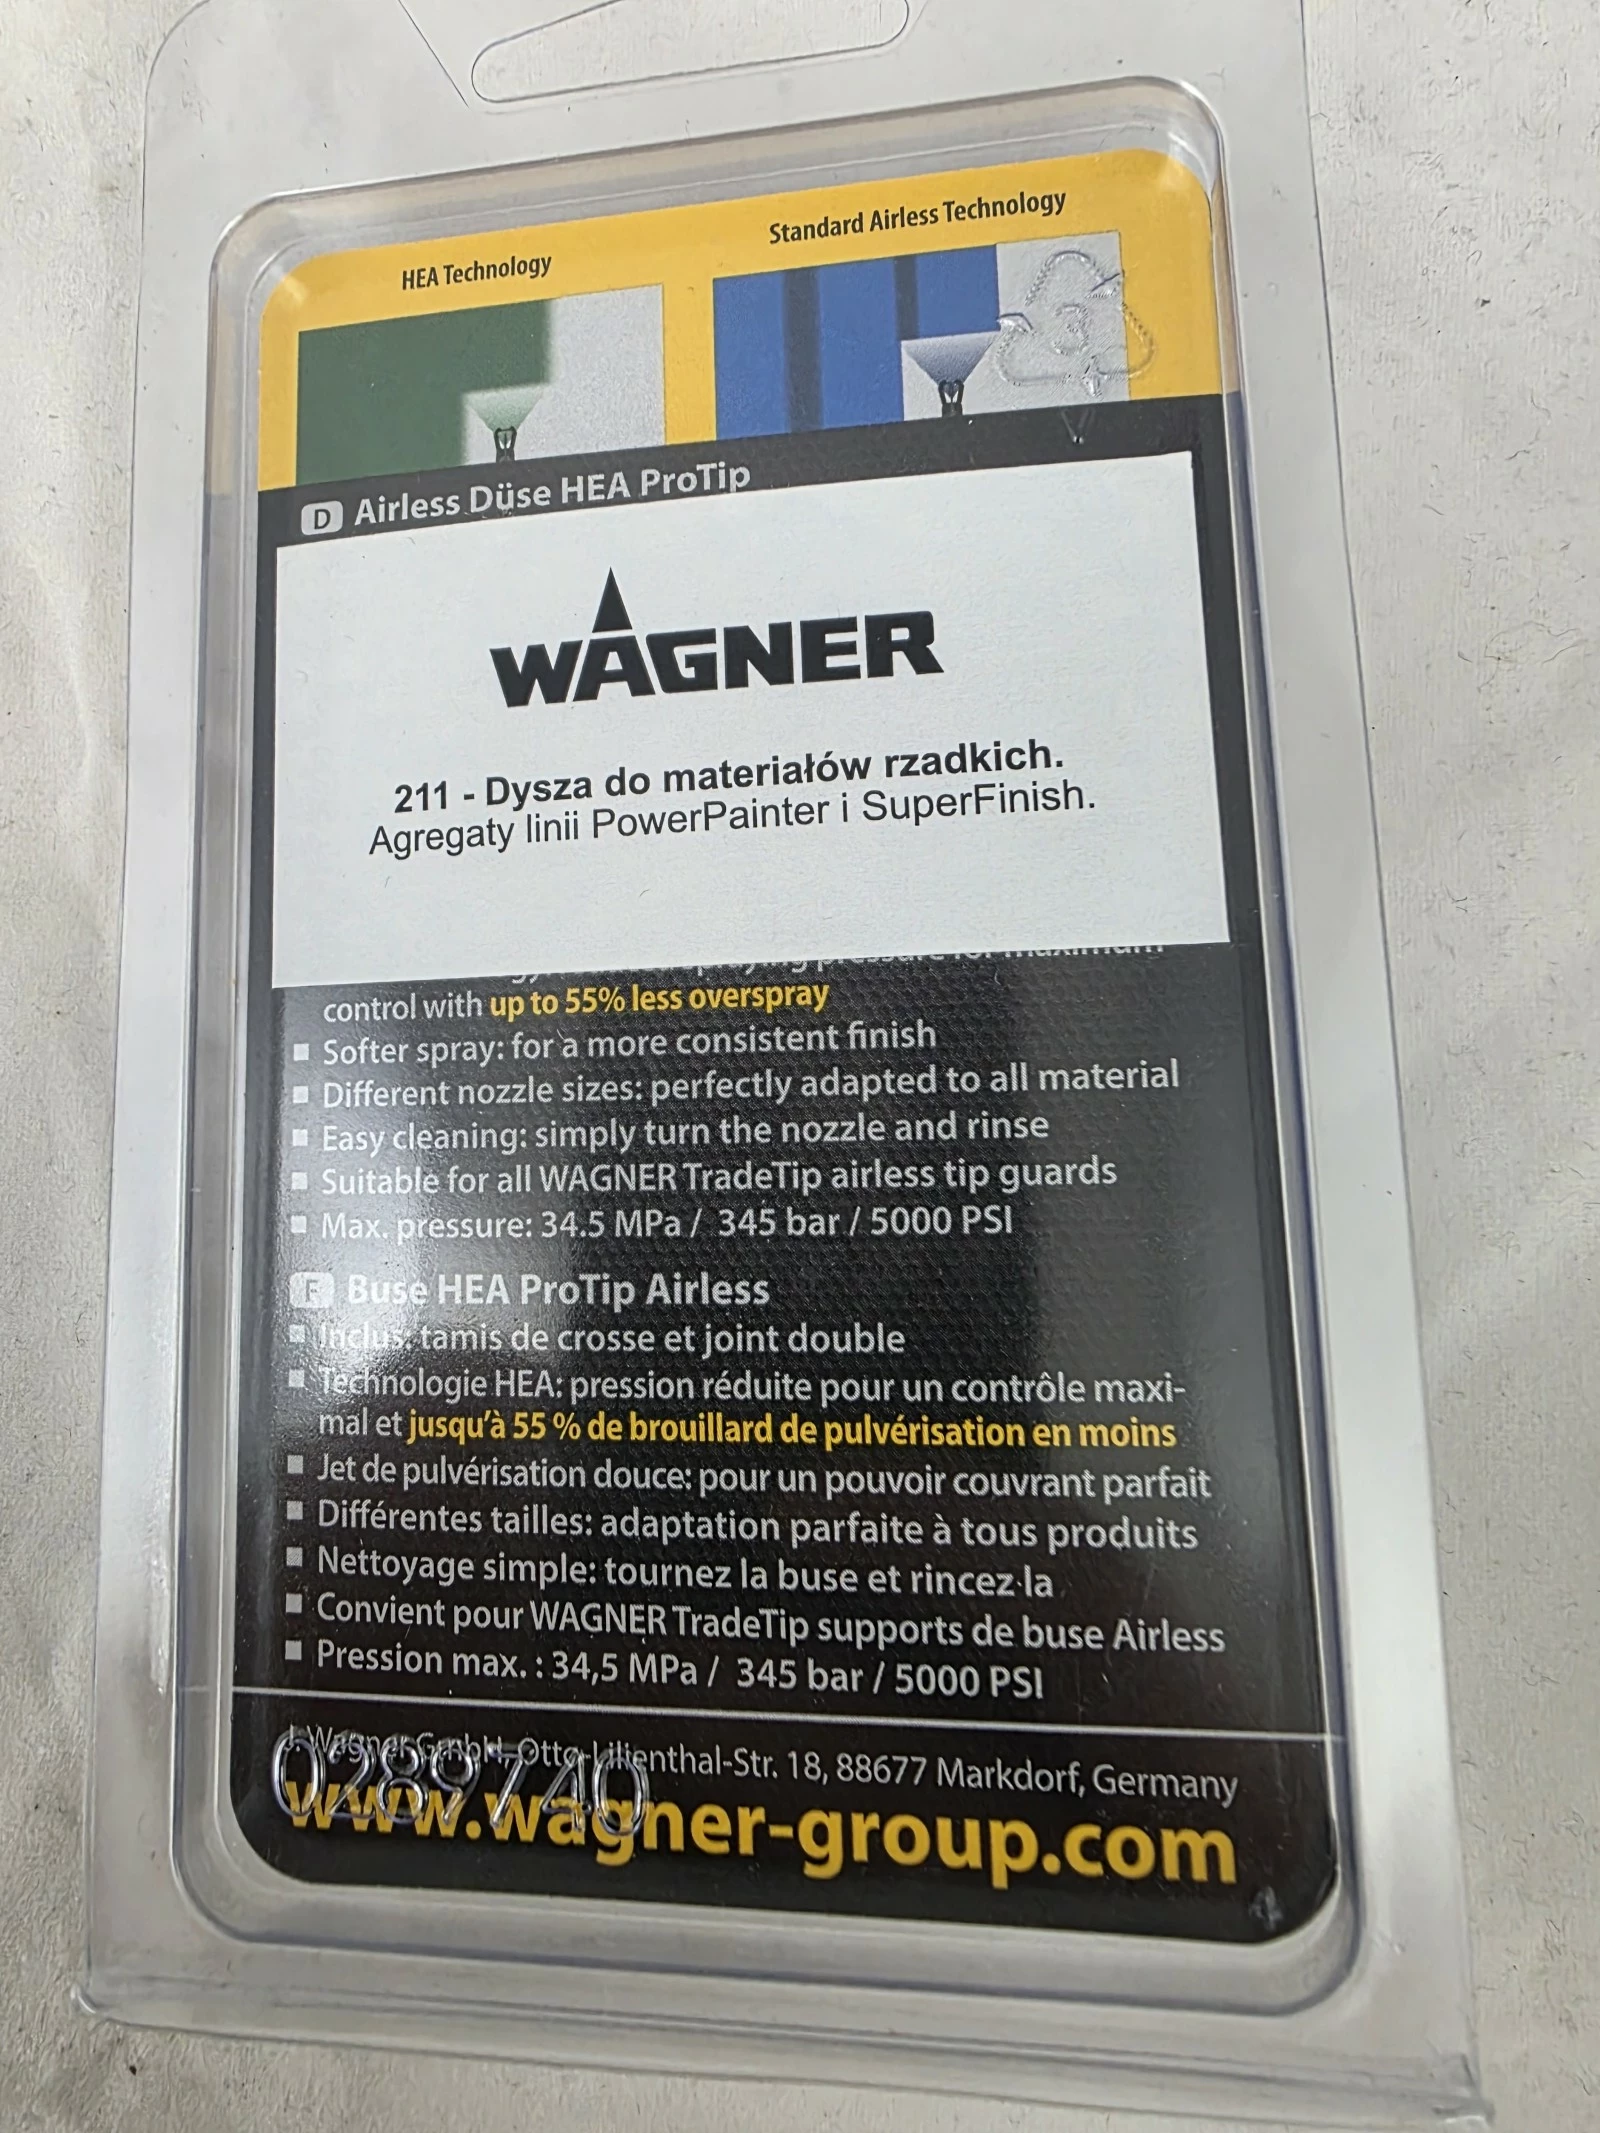 HEA Technology
Standard Airless Technology
3
D Airless Düse HEA ProTip
WAGNER
211 - Dysza do materiałów rzadkich.
Agregaty linii PowerPainter i SuperFinish.
control with up to 55% less overspray
Softer spray: for a more consistent finish
Different nozzle sizes: perfectly adapted to all material
Easy cleaning: simply turn the nozzle and rinse
Suitable for all WAGNER TradeTip airless tip guards
Max. pressure: 34.5 MPa / 345 bar / 5000 PSI
F Buse HEA ProTip Airless
Inclus: tamis de crosse et joint double
Technologie HEA: pression réduite pour un contrôle maxi-
mal et jusqu'à 55 % de brouillard de pulvérisation en moins
Jet de pulvérisation douce: pour un pouvoir couvrant parfait
Différentes tailles: adaptation parfaite à tous produits
Nettoyage simple: tournez la buse et rincez-la
Convient pour WAGNER TradeTip supports de buse Airless
Pression max. : 34,5 MPa / 345 bar / 5000 PSI
J. Wagner GmbH, Otto-Lilienthal-Str. 18, 88677 Markdorf, Germany
0289740
www.wagner-group.com